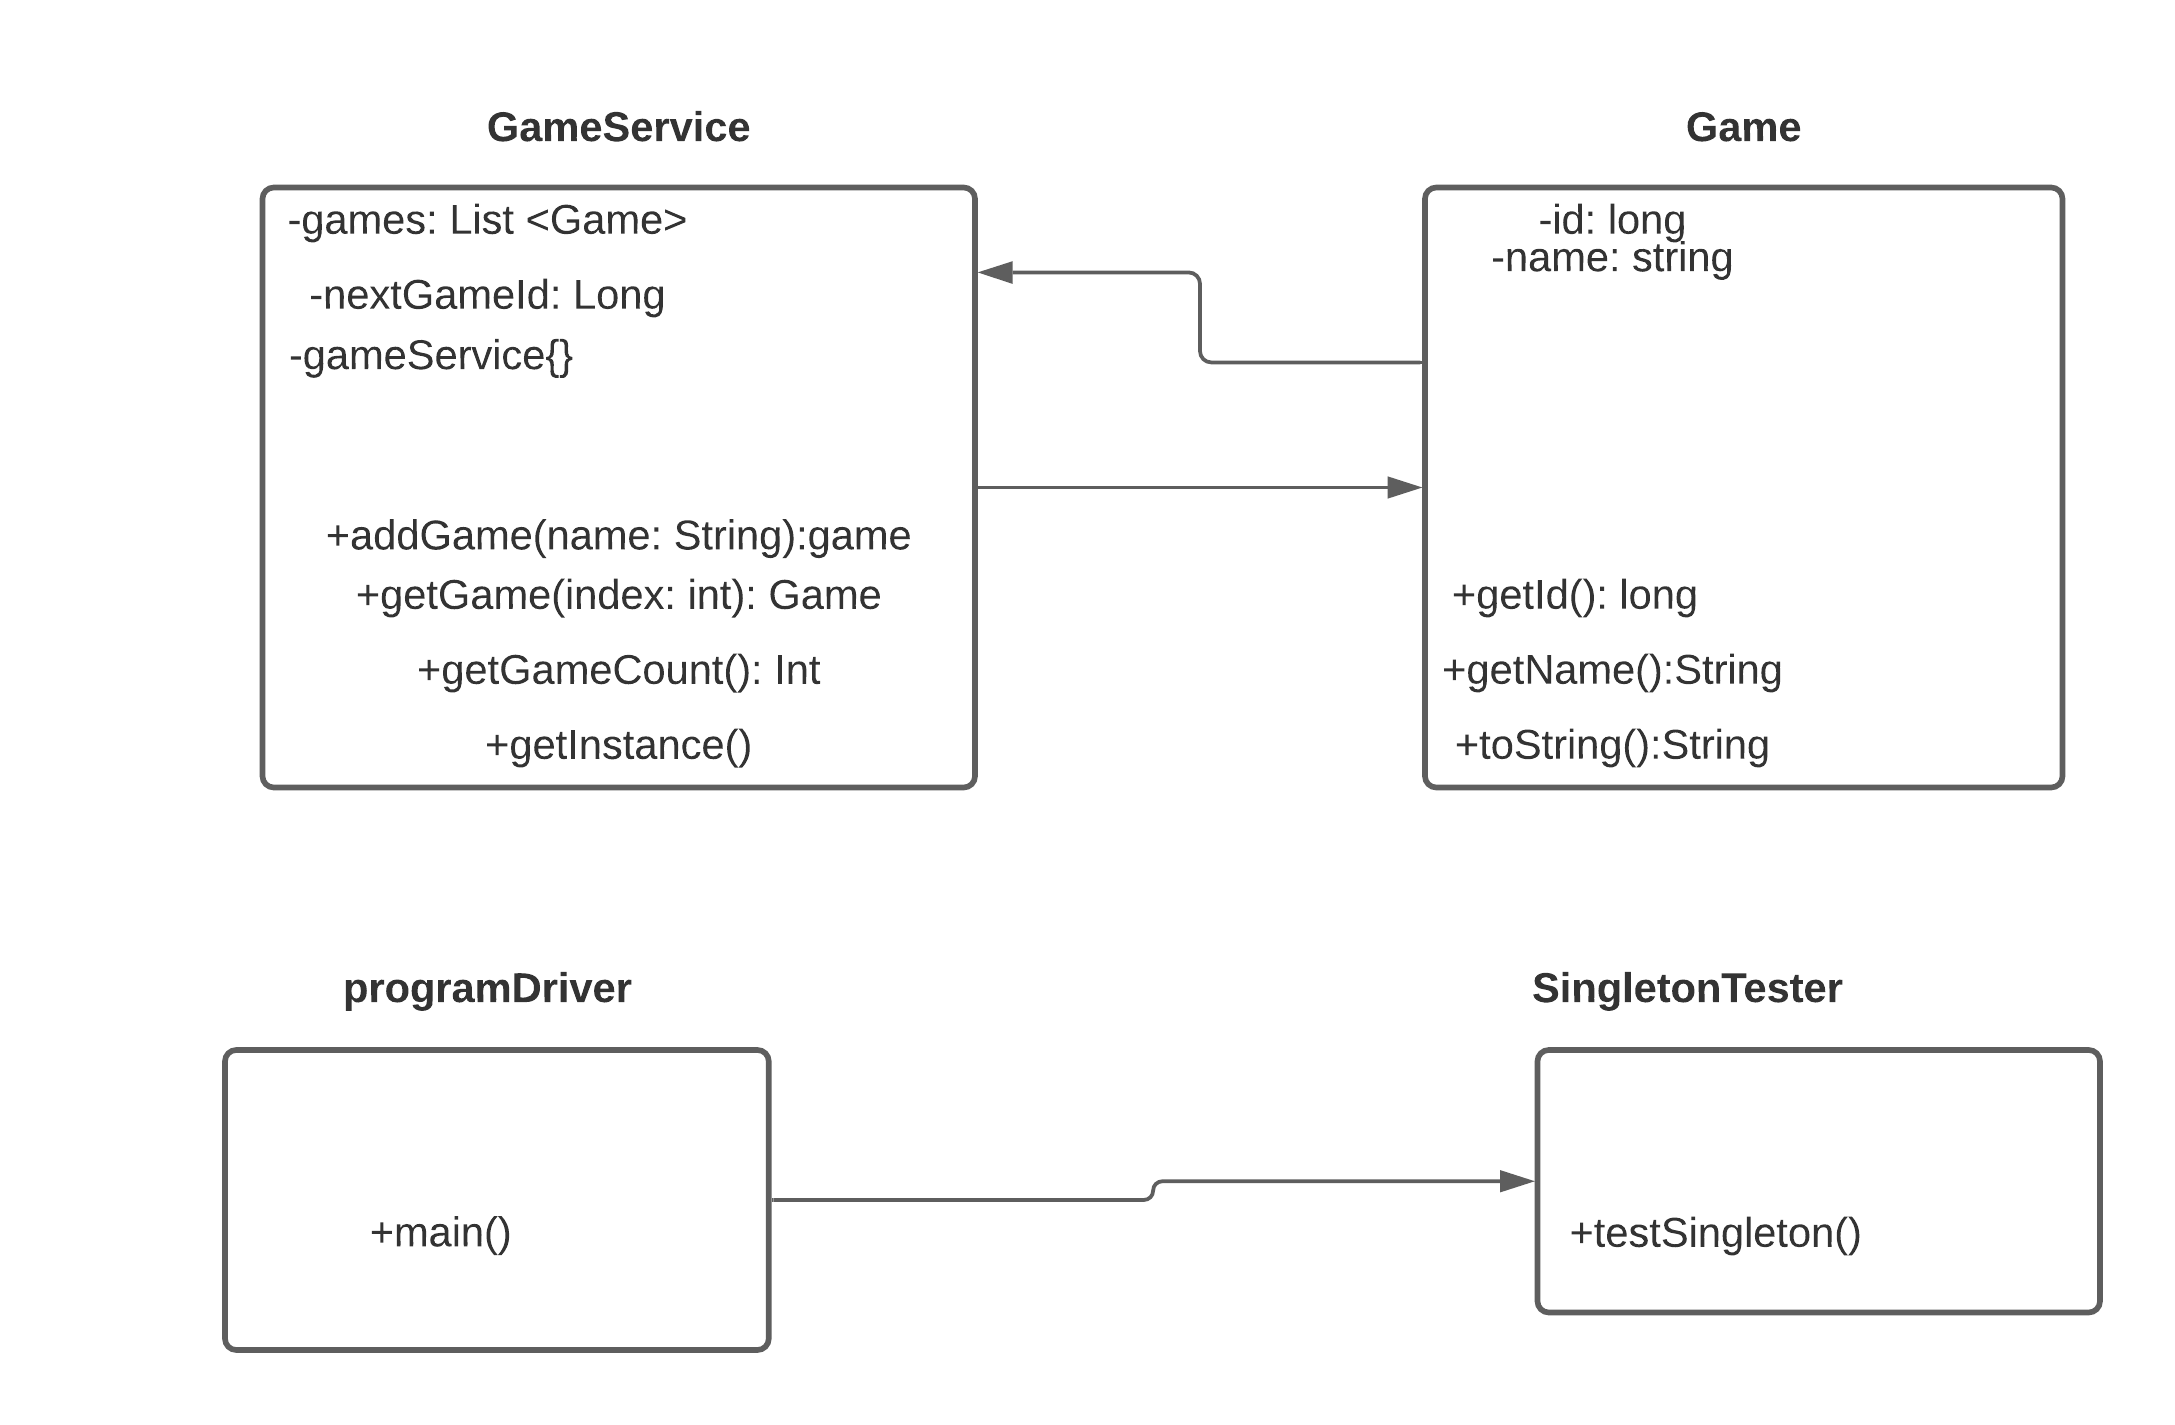 GameService
-games: List <Game>
-nextGameId: Long
-gameService{}
+addGame(name: String):game
+getGame(index: int): Game
+getGameCount(): Int
+getInstance()
Game
-id: long
-name: string
+getId(): long
+getName():String
+toString():String
programDriver
+main()
SingletonTester
+testSingleton()